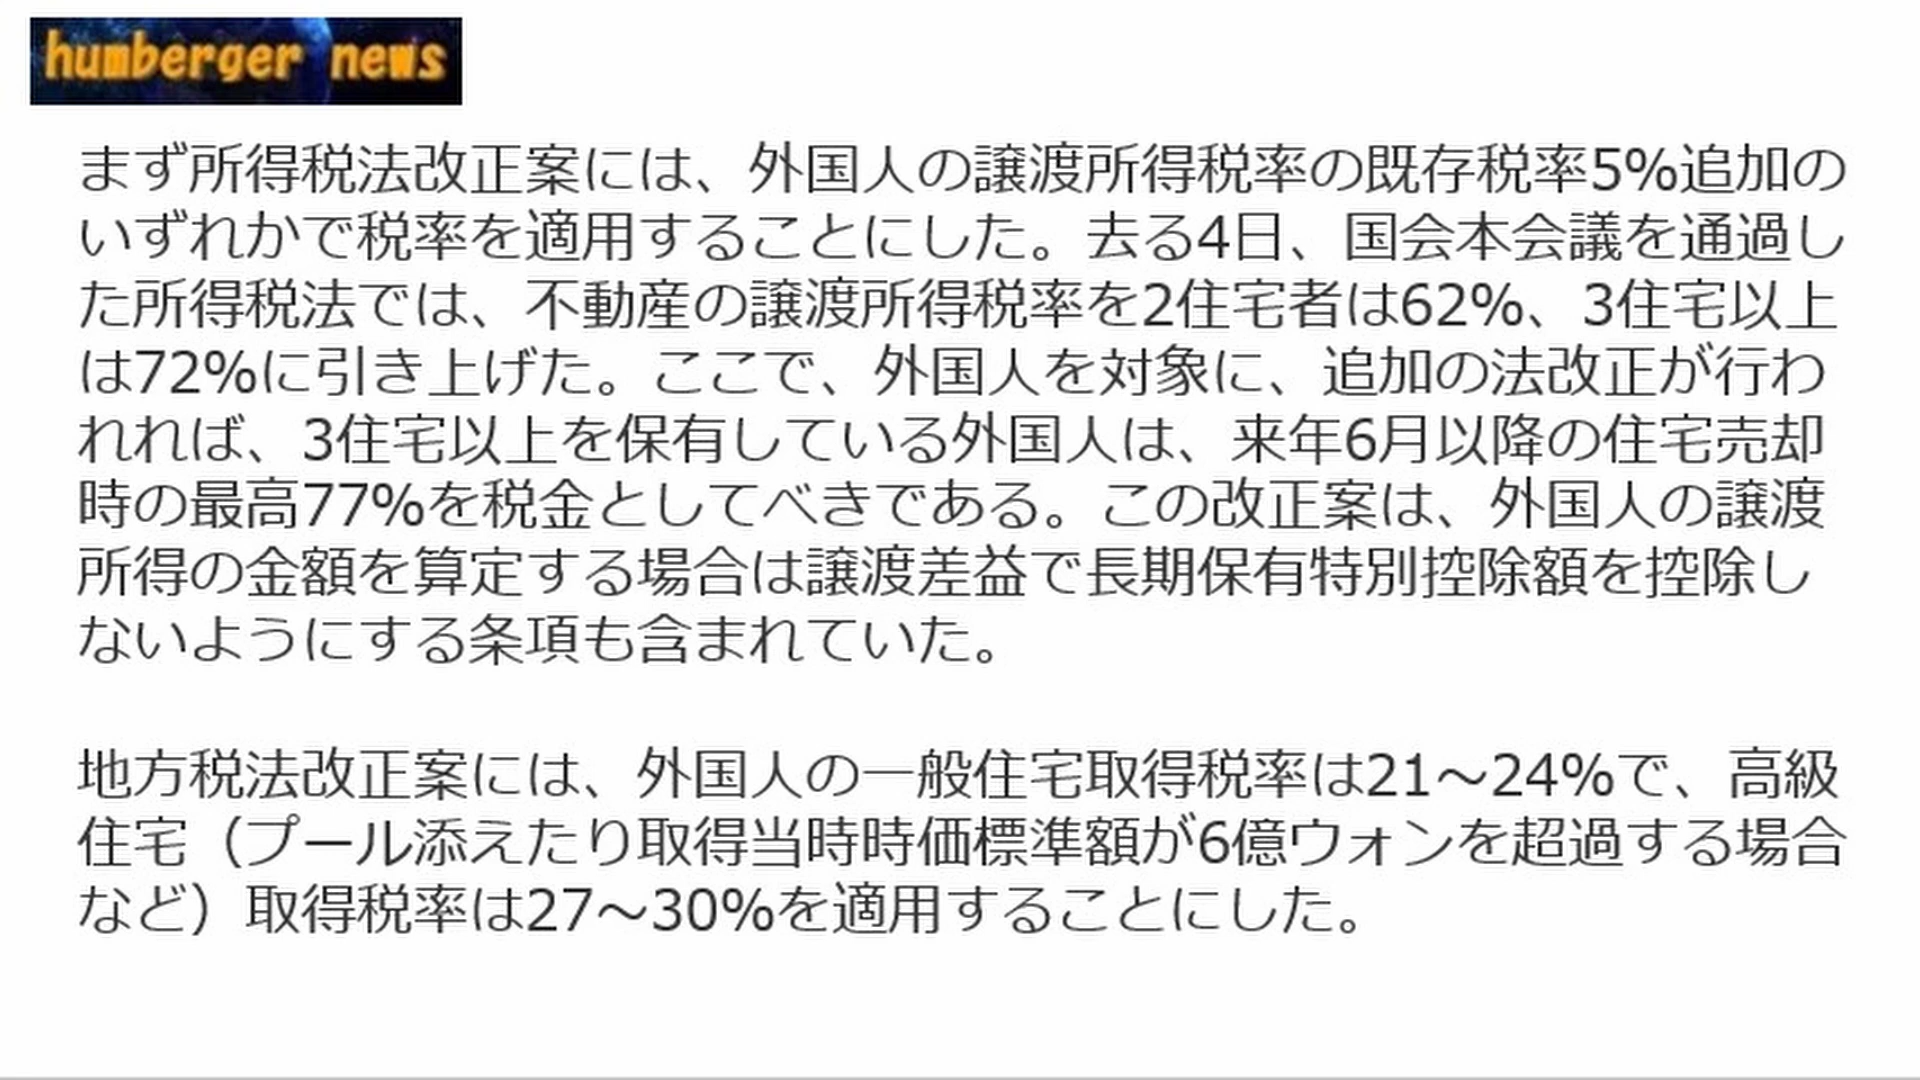 humberger news
まず所得税法改正案には、外国人の譲渡所得税率の既存税率5%追加の
いずれかで税率を適用することにした。去る4日、国会本会議を通過し
た所得税法では、不動産の譲渡所得税率を2住宅者は62%、3住宅以上
は72%に引き上げた。ここで、外国人を対象に、追加の法改正が行わ
れれば、3住宅以上を保有している外国人は、来年6月以降の住宅売却
時の最高77%を税金としてべきである。この改正案は、外国人の譲渡
所得の金額を算定する場合は譲渡差益で長期保有特別控除額を控除し
ないようにする条項も含まれていた。
地方税法改正案には、外国人の一般住宅取得税率は21～24%で、高級
住宅（プール添えたり取得当時時価標準額が6億ウォンを超過する場合
など）取得税率は27～30%を適用することにした。